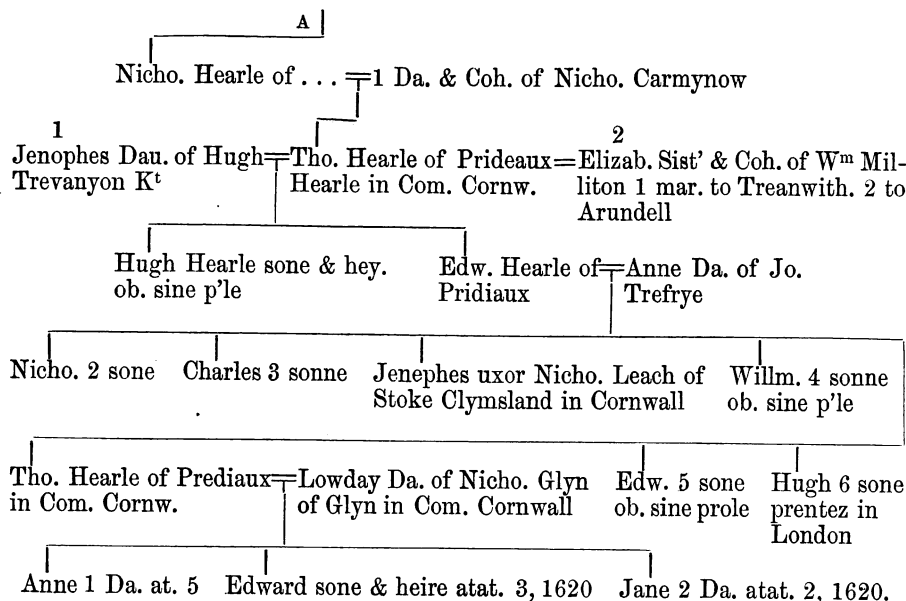 A
Nicho. Hearle of . . . = 1 Da. & Coh. of Nicho. Carmynow
1
Jenophes Dau. of Hugh
Trevanyon Kt
= Tho. Hearle of Prideaux
Hearle in Com. Cornw.
2
= Elizab. Sist' & Coh. of Wm Mil-
liton 1 mar. to Treanwith. 2 to
Arundell
Hugh Hearle sone & hey.
ob. sine p'le
Edw. Hearle of
Pridiaux
= Anne Da. of Jo.
Trefrye
Nicho. 2 sone
Charles 3 sonne
Jenephes uxor Nicho. Leach of
Stoke Clymsland in Cornwall
Willm. 4 sonne
ob. sine p'le
Tho. Hearle of Prediaux
in Com. Cornw.
= Lowday Da. of Nicho. Glyn
of Glyn in Com. Cornwall
Edw. 5 sone
ob. sine prole
Hugh 6 sone
prentez in
London
Anne 1 Da. at. 5
Edward sone & heire atat. 3, 1620
Jane 2 Da. atat. 2, 1620.